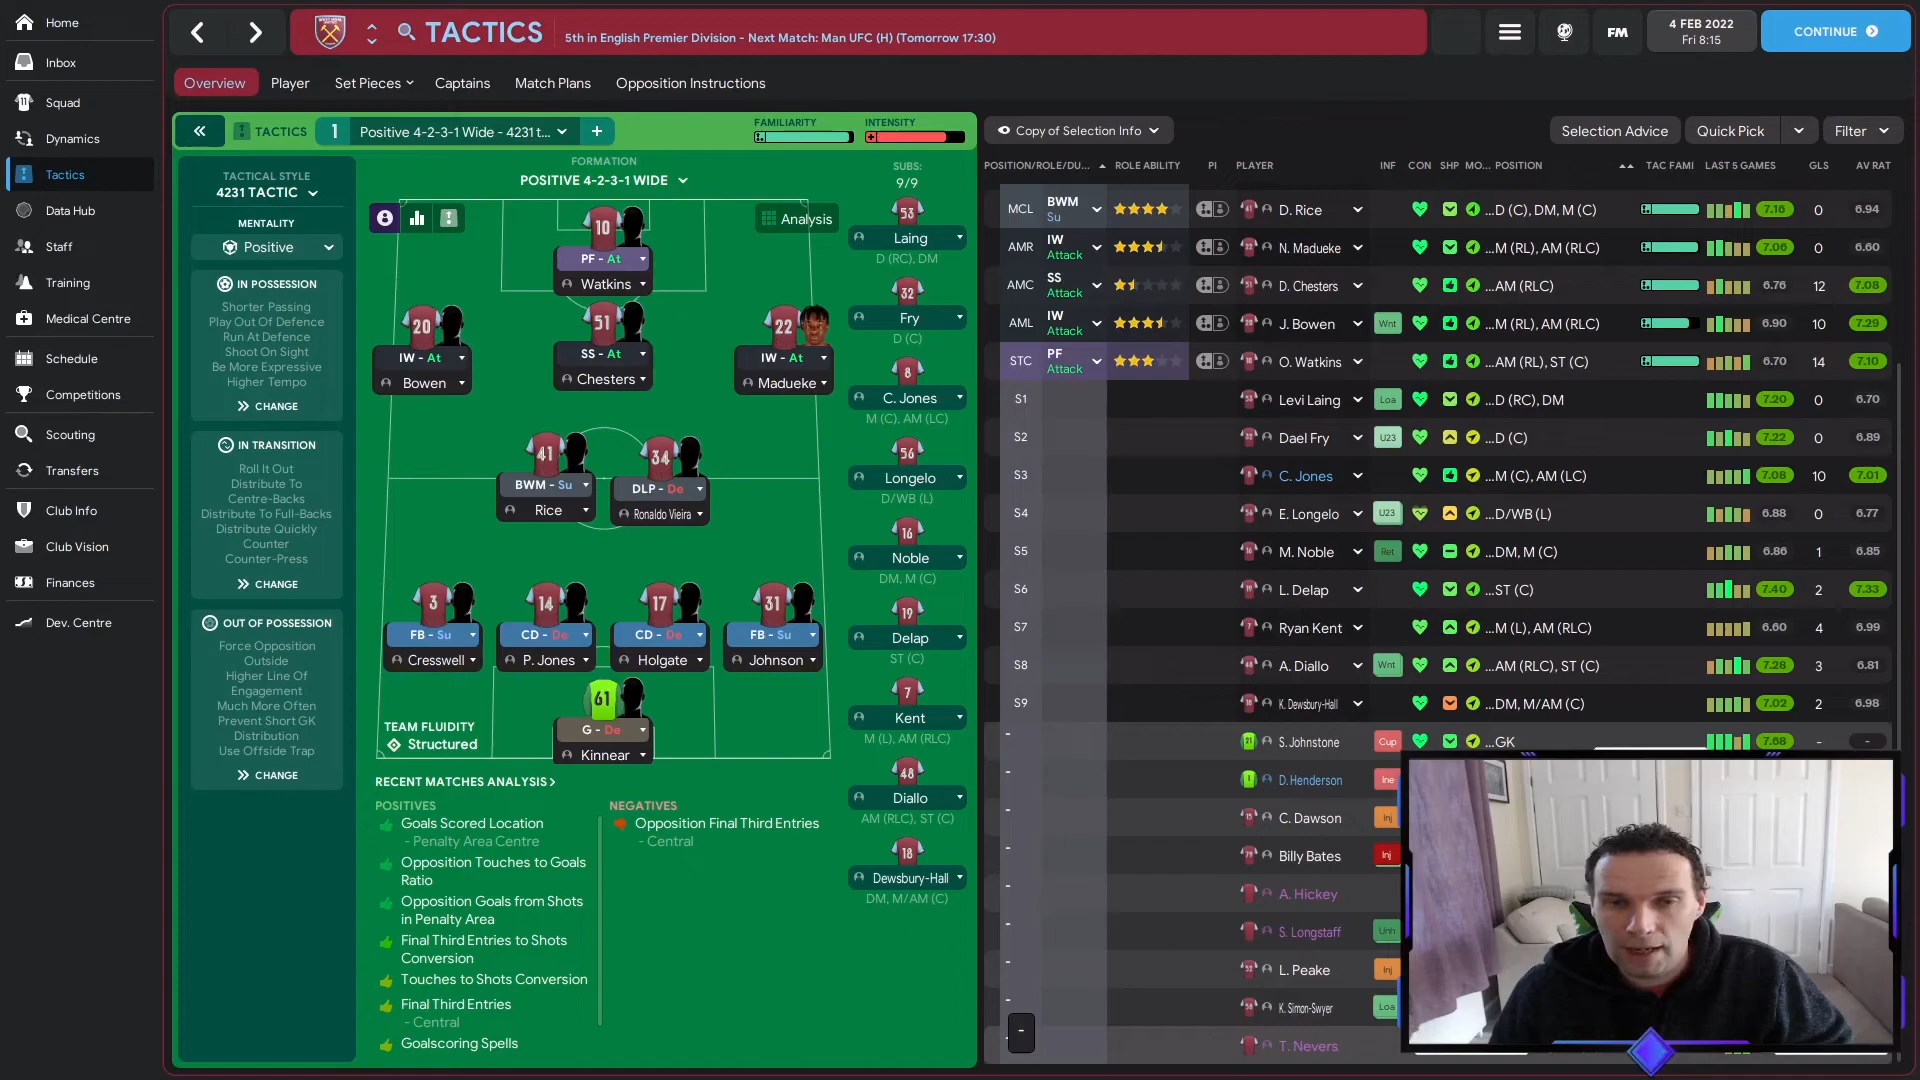 Home
Inbox
Squad
Dynamics
Tactics
Data Hub
Staff
Training
Medical Centre
Schedule
Competitions
Scouting
Transfers
Club Info
Club Vision
Finances
Dev. Centre
TACTICS
5th in English Premier Division - Next Match: Man UFC (H) (Tomorrow 17:30)
FM
4 FEB 2022
Fri 8:15
CONTINUE
Overview Player Set Pieces Captains Match Plans Opposition Instructions
TACTICS 1 Positive 4-2-3-1 Wide - 4231 t... +
FAMILIARITY INTENSITY
TACTICAL STYLE
4231 TACTIC
MENTALITY
Positive
IN POSSESSION
Shorter Passing
Play Out Of Defence
Run At Defence
Shoot On Sight
Be More Expressive
Higher Tempo
CHANGE
IN TRANSITION
Roll It Out
Distribute To
Centre-Backs
Distribute To Full-Backs
Distribute Quickly
Counter
Counter-Press
CHANGE
OUT OF POSSESSION
Force Opposition
Outside
Higher Line Of
Engagement
Much More Often
Prevent Short GK
Distribution
Use Offside Trap
CHANGE
FORMATION
POSITIVE 4-2-3-1 WIDE
Analysis
10
PF - At
Watkins
20
IW - At
Bowen
51
SS - At
Chesters
22
IW - At
Madueke
41
BWM - Su
Rice
34
DLP - De
Ronaldo Vieira
3
FB - Su
Cresswell
14
CD - De
P. Jones
17
CD - De
Holgate
31
FB - Su
Johnson
61
G - De
Kinnear
TEAM FLUIDITY
Structured
SUBS:
9/9
53
Laing
D (RC), DM
32
Fry
D (C)
8
C. Jones
M (C), AM (LC)
56
Longelo
D/WB (L)
16
Noble
DM, M (C)
19
Delap
ST (C)
7
Kent
M (L), AM (RLC)
48
Diallo
AM (RLC), ST (C)
18
Dewsbury-Hall
DM, M/AM (C)
RECENT MATCHES ANALYSIS >
POSITIVES
Goals Scored Location
- Penalty Area Centre
Opposition Touches to Goals
Ratio
Opposition Goals from Shots
in Penalty Area
Final Third Entries to Shots
Conversion
Touches to Shots Conversion
Final Third Entries
- Central
Goalscoring Spells
NEGATIVES
Opposition Final Third Entries
- Central
Copy of Selection Info
Selection Advice Quick Pick Filter
POSITION/ROLE/DU... ROLE ABILITY PI PLAYER INF CON SHP MO... POSITION TAC FAMI LAST 5 GAMES GLS AV RAT
MCL BWM Su D. Rice ...D (C), DM, M (C) 7.16 0 6.94
AMR IW Attack N. Madueke ...M (RL), AM (RLC) 7.06 0 6.60
AMC SS Attack D. Chesters ...AM (RLC) 6.76 12 7.08
AML IW Attack J. Bowen Wnt ...M (RL), AM (RLC) 6.90 10 7.29
STC PF Attack O. Watkins ...AM (RL), ST (C) 6.70 14 7.10
S1 Levi Laing Loa ...D (RC), DM 7.20 0 6.70
S2 Dael Fry U23 ...D (C) 7.22 0 6.89
S3 C. Jones ...M (C), AM (LC) 7.08 10 7.01
S4 E. Longelo U23 ...D/WB (L) 6.88 0 6.77
S5 M. Noble Ret ...DM, M (C) 6.86 1 6.85
S6 L. Delap ...ST (C) 7.40 2 7.33
S7 Ryan Kent ...M (L), AM (RLC) 6.60 4 6.99
S8 A. Diallo Wnt ...AM (RLC), ST (C) 7.28 3 6.81
S9 K. Dewsbury-Hall ...DM, M/AM (C) 7.02 2 6.98
- S. Johnstone Cup ...GK 7.68 - -
- D. Henderson Ine
- C. Dawson Inj
- Billy Bates Inj
- A. Hickey
- S. Longstaff Unh
- L. Peake Inj
- K. Simon-Swyer Loa
- T. Nevers